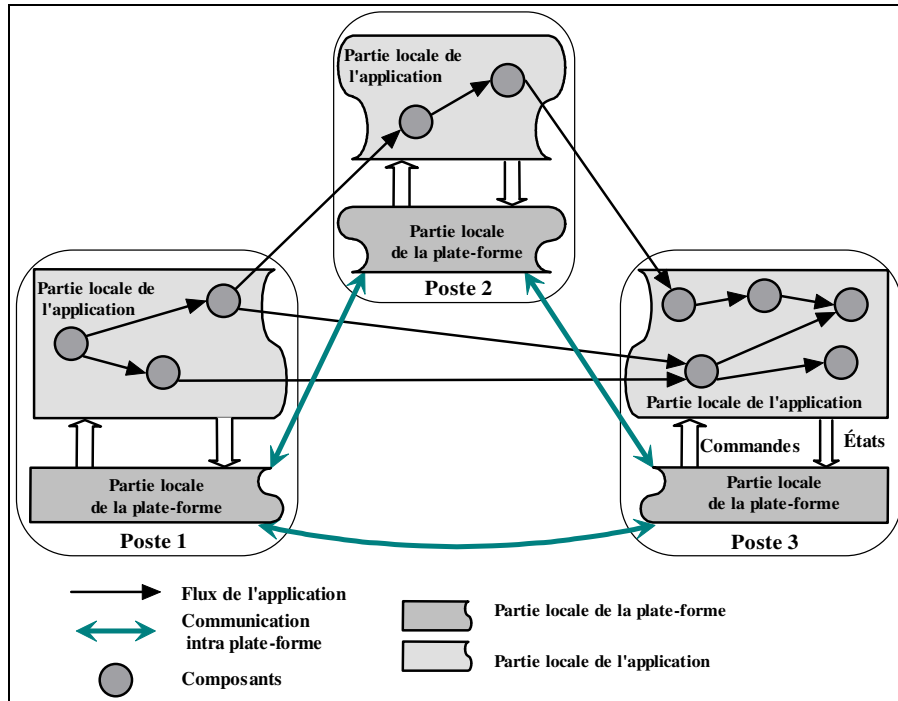 Partie locale de
l'application
Partie locale
de la plate-forme
Poste 2
Partie locale de
l'application
Partie locale
de la plate-forme
Poste 1
Partie locale de l'application
Commandes
États
Partie locale
de la plate-forme
Poste 3
Flux de l'application
Communication
intra plate-forme
Composants
Partie locale de la plate-forme
Partie locale de l'application